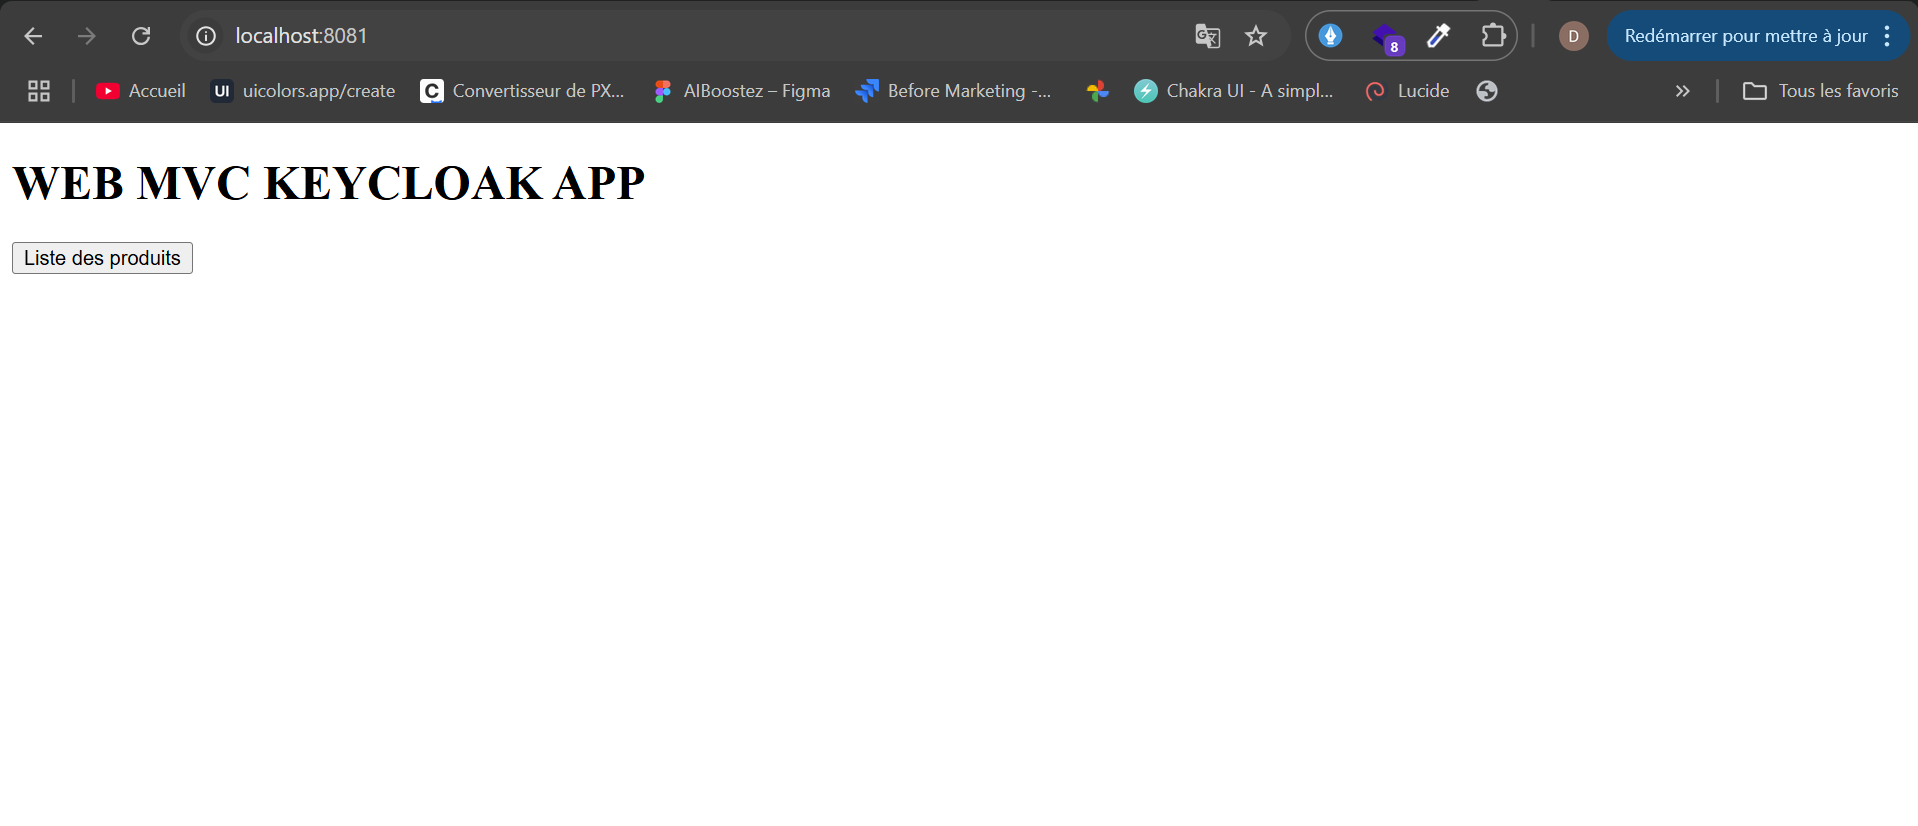 localhost:8081
8
D
Redémarrer pour mettre à jour
Accueil
UI uicolors.app/create
C Convertisseur de PX...
AIBoostez – Figma
Before Marketing -...
Chakra UI - A simpl...
Lucide
Tous les favoris
WEB MVC KEYCLOAK APP
Liste des produits